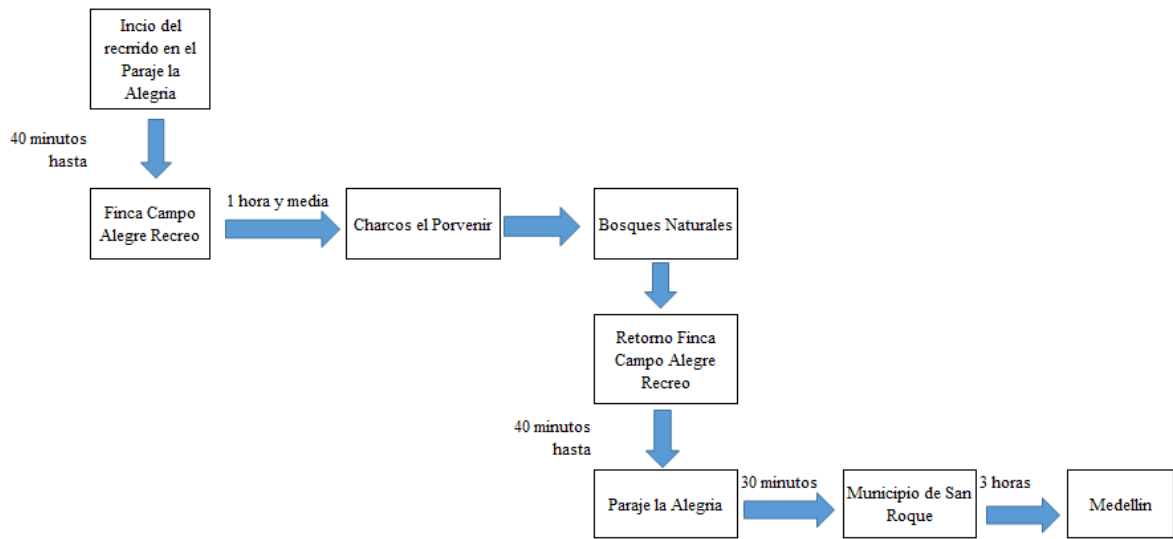 Incio del
recrrido en el
Paraje la
Alegria
40 minutos
hasta
Finca Campo
Alegre Recreo
1 hora y media
Charcos el Porvenir
Bosques Naturales
Retorno Finca
Campo Alegre
Recreo
40 minutos
hasta
Paraje la Alegria
30 minutos
Municipio de San
Roque
3 horas
Medellin